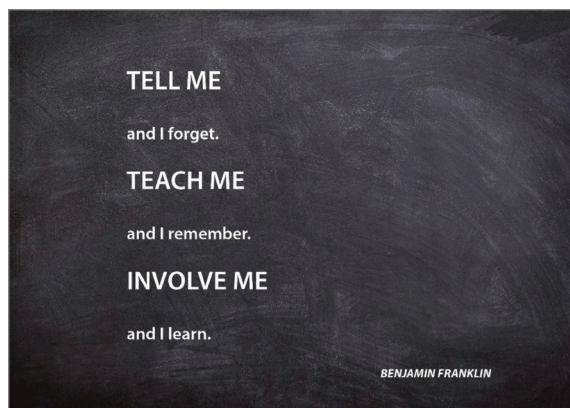 TELL ME
and I forget.
TEACH ME
and I remember.
INVOLVE ME
and I learn.
BENJAMIN FRANKLIN